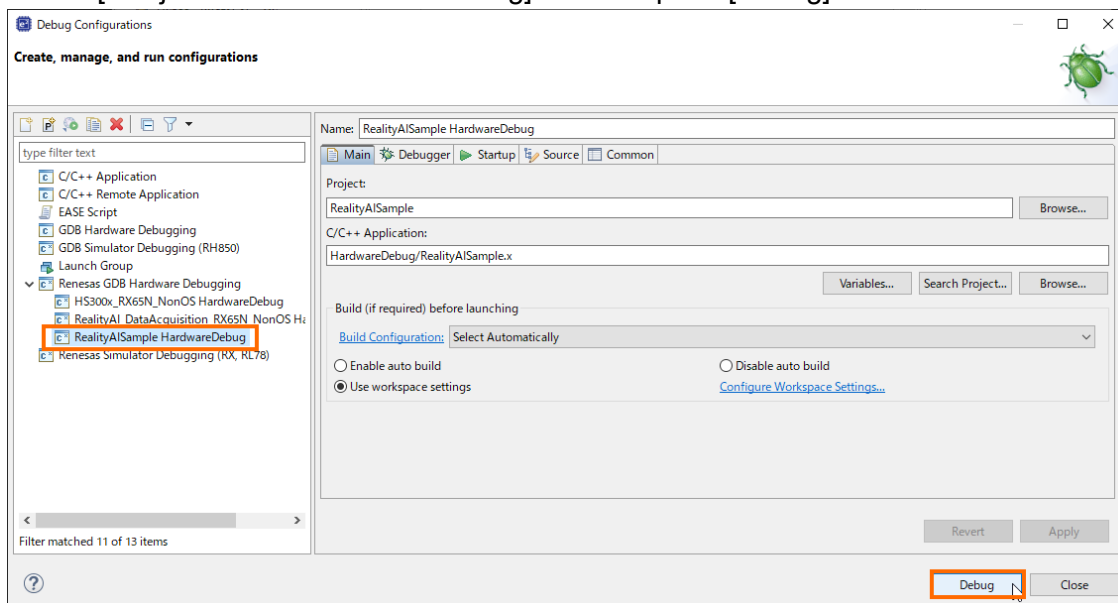 Debug Configurations
Create, manage, and run configurations
type filter text
C/C++ Application
C/C++ Remote Application
EASE Script
GDB Hardware Debugging
GDB Simulator Debugging (RH850)
Launch Group
Renesas GDB Hardware Debugging
HS300x_RX65N_NonOS HardwareDebug
RealityAI_DataAcquisition_RX65N_NonOS Ha
RealityAISample HardwareDebug
Renesas Simulator Debugging (RX, RL78)
Filter matched 11 of 13 items
Name: RealityAISample HardwareDebug
Main Debugger Startup Source Common
Project:
RealityAISample Browse...
C/C++ Application:
HardwareDebug/RealityAISample.x
Variables... Search Project... Browse...
Build (if required) before launching
Build Configuration: Select Automatically
Enable auto build Disable auto build
Use workspace settings Configure Workspace Settings...
Revert Apply
Debug Close